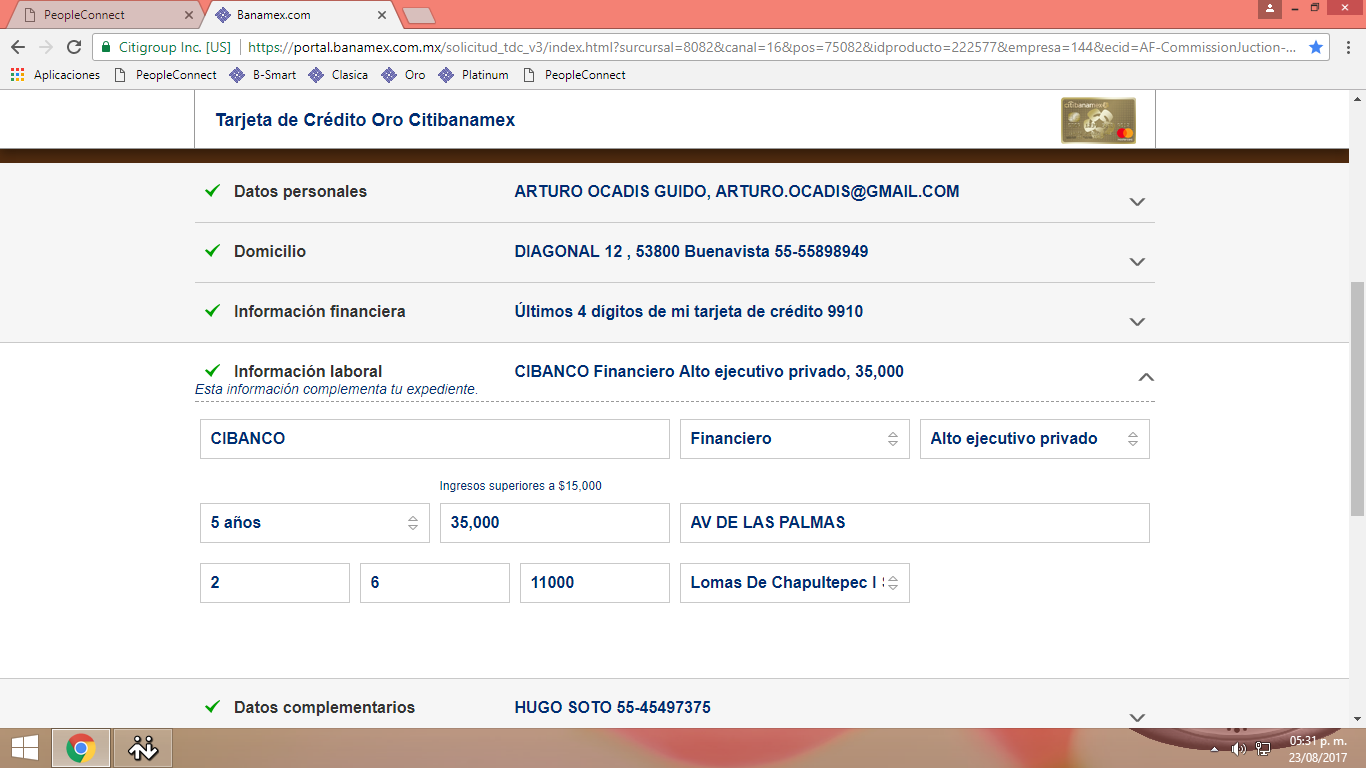 PeopleConnect
Banamex.com
Citigroup Inc. [US]
https://portal.banamex.com.mx/solicitud_tdc_v3/index.html?surcursal=8082&canal=16&pos=75082&idproducto=222577&empresa=144&ecid=AF-CommissionJuction-...
Aplicaciones PeopleConnect B-Smart Clasica Oro Platinum PeopleConnect
Tarjeta de Crédito Oro Citibanamex
citibanamex
Datos personales ARTURO OCADIS GUIDO, ARTURO.OCADIS@GMAIL.COM
Domicilio DIAGONAL 12 , 53800 Buenavista 55-55898949
Información financiera Últimos 4 dígitos de mi tarjeta de crédito 9910
Información laboral CIBANCO Financiero Alto ejecutivo privado, 35,000
Esta información complementa tu expediente.
CIBANCO Financiero Alto ejecutivo privado
Ingresos superiores a $15,000
5 años 35,000 AV DE LAS PALMAS
2 6 11000 Lomas De Chapultepec I
Datos complementarios HUGO SOTO 55-45497375
05:31 p. m.
23/08/2017